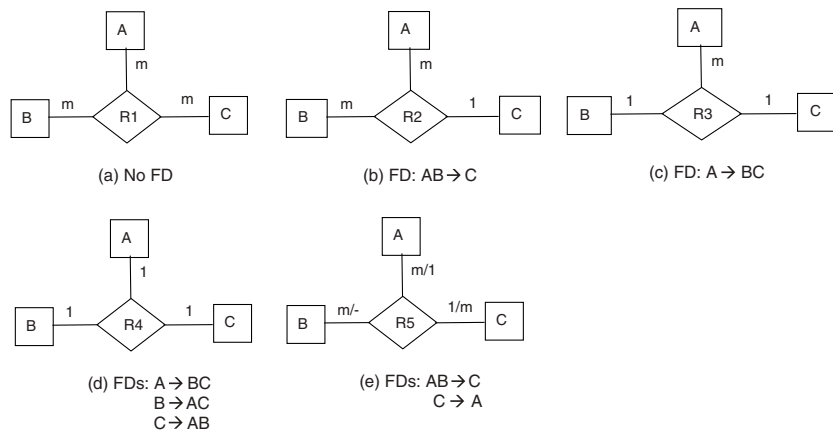 A
m
B
m
R1
m
C
(a) No FD
A
m
B
m
R2
1
C
(b) FD: AB → C
A
m
B
1
R3
1
C
(c) FD: A → BC
A
1
B
1
R4
1
C
(d) FDs: A → BC
B → AC
C → AB
A
m/1
B
m/-
R5
1/m
C
(e) FDs: AB → C
C → A